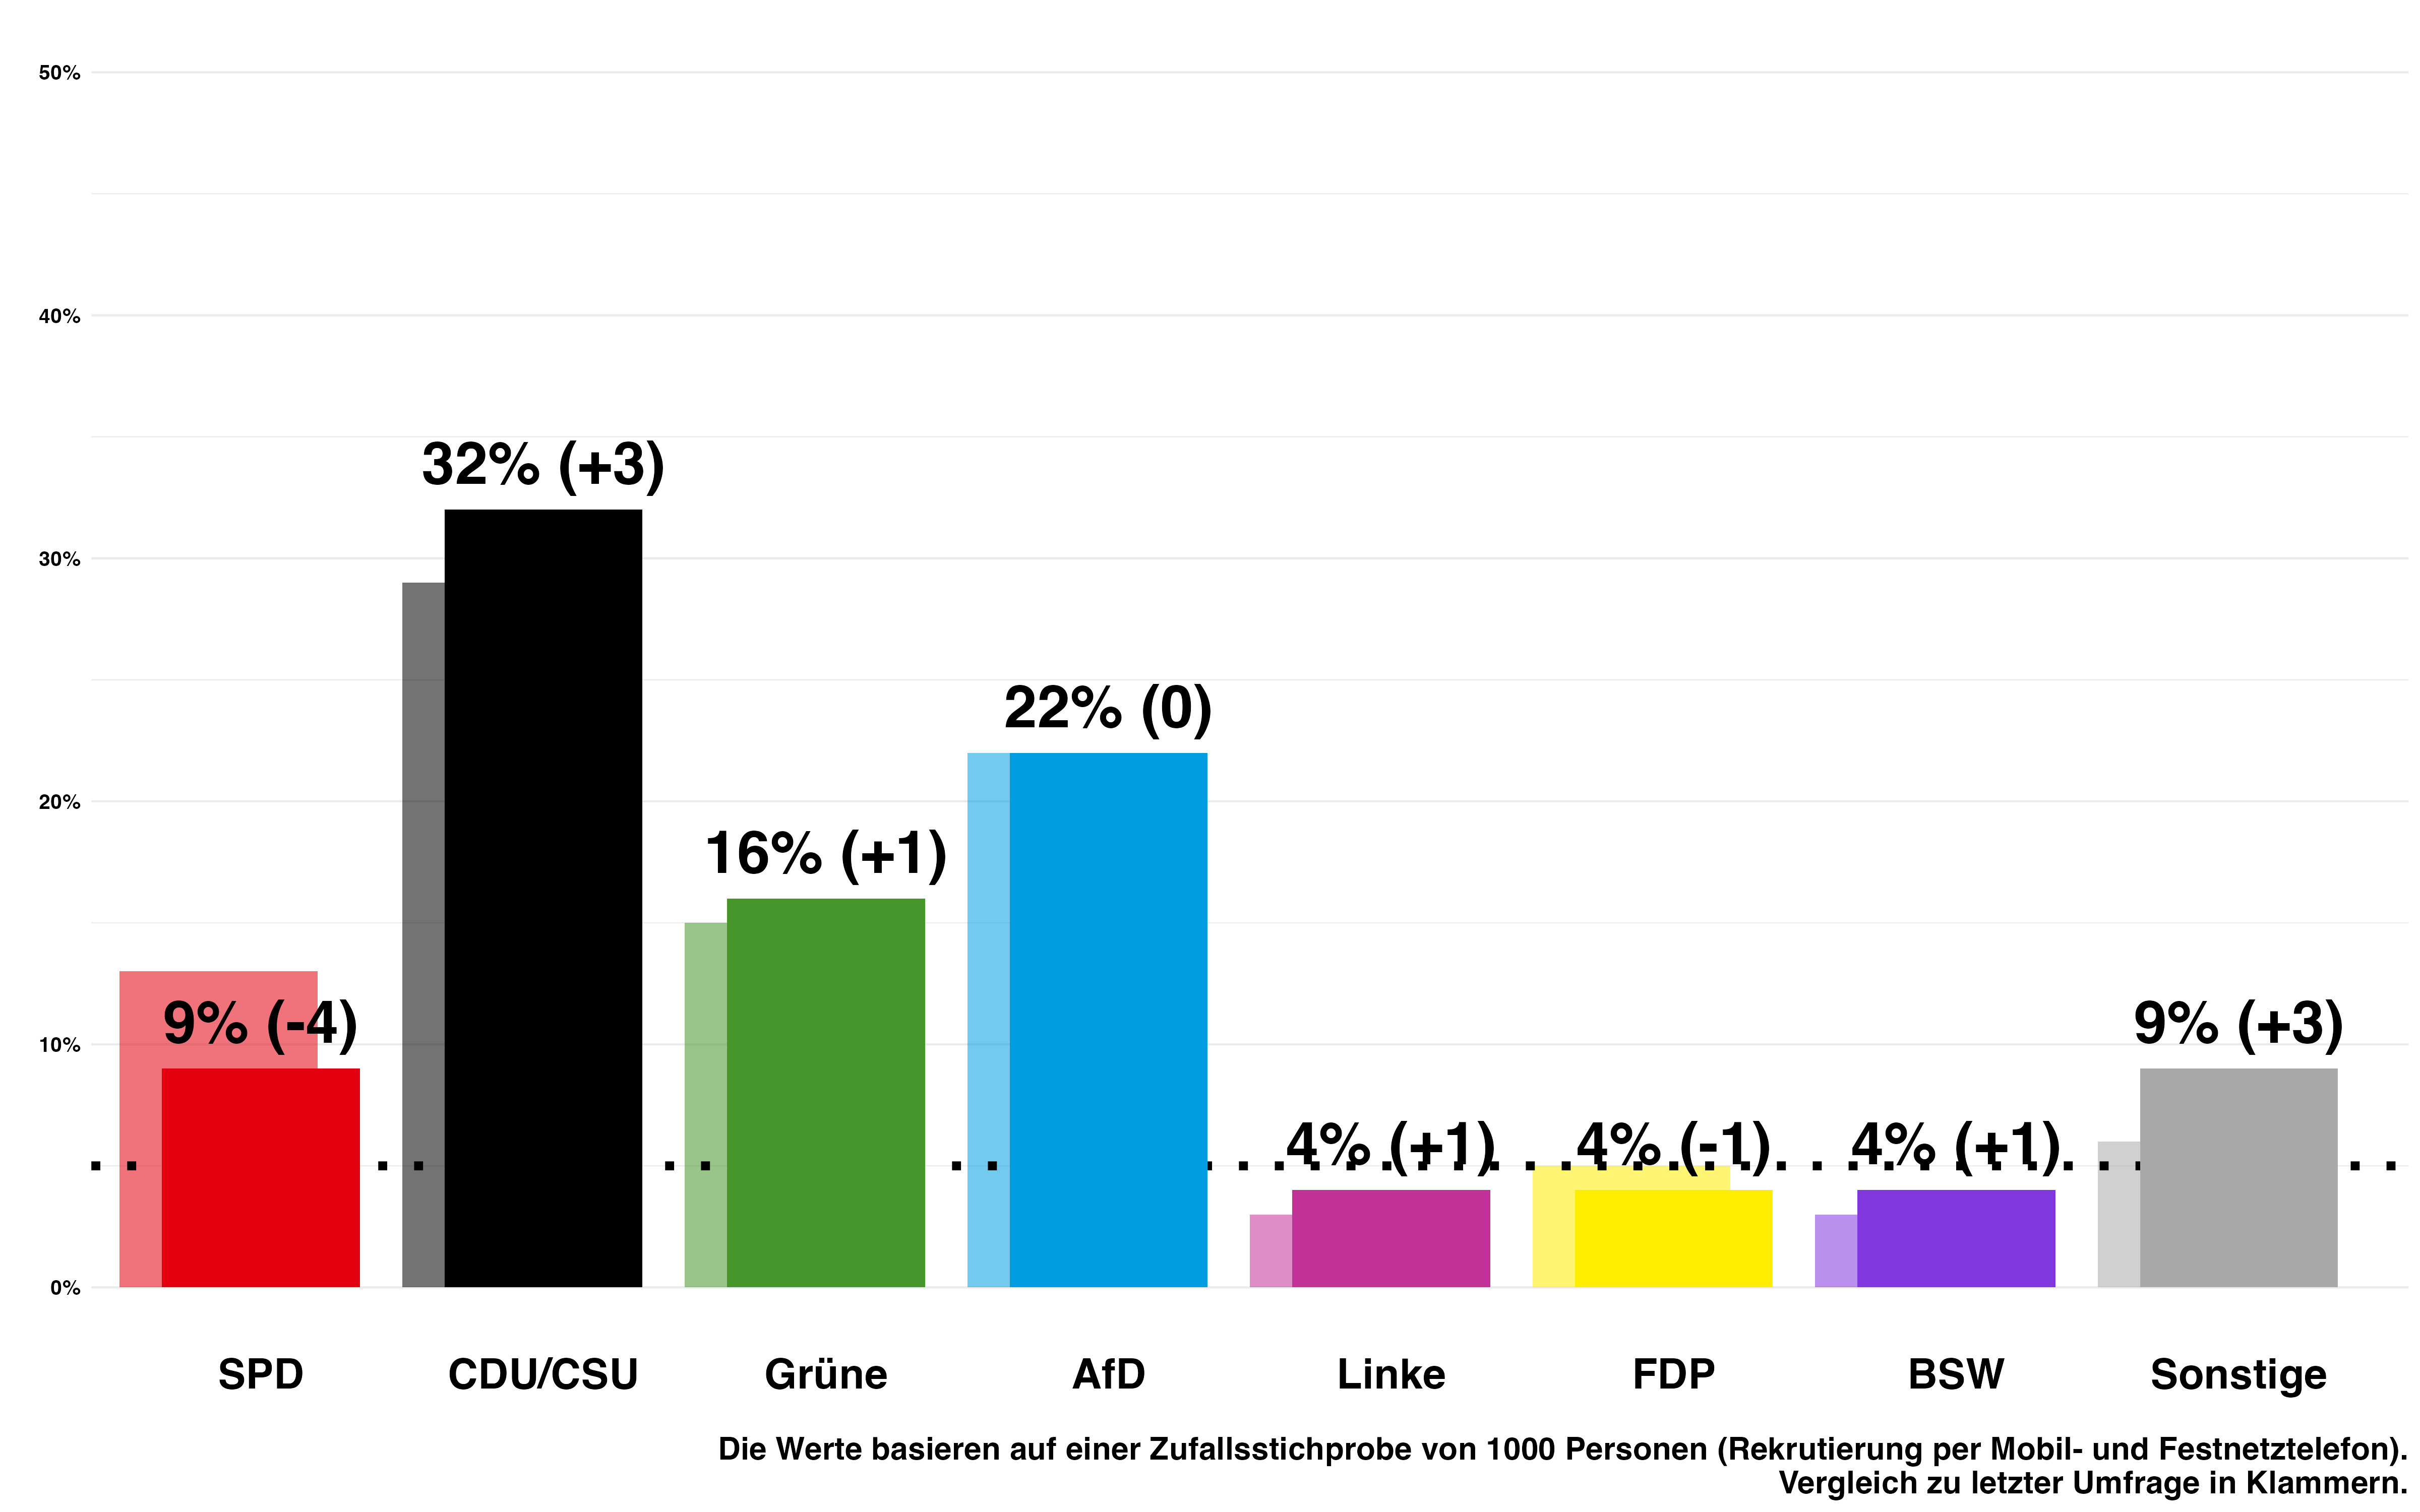 50%
40%
30%
20%
10%
0%
9% (-4)
32% (+3)
16% (+1)
22% (0)
4% (+1)
4% (-1)
4% (+1)
9% (+3)
SPD
CDU/CSU
Grüne
AfD
Linke
FDP
BSW
Sonstige
Die Werte basieren auf einer Zufallsstichprobe von 1000 Personen (Rekrutierung per Mobil- und Festnetztelefon).
Vergleich zu letzter Umfrage in Klammern.